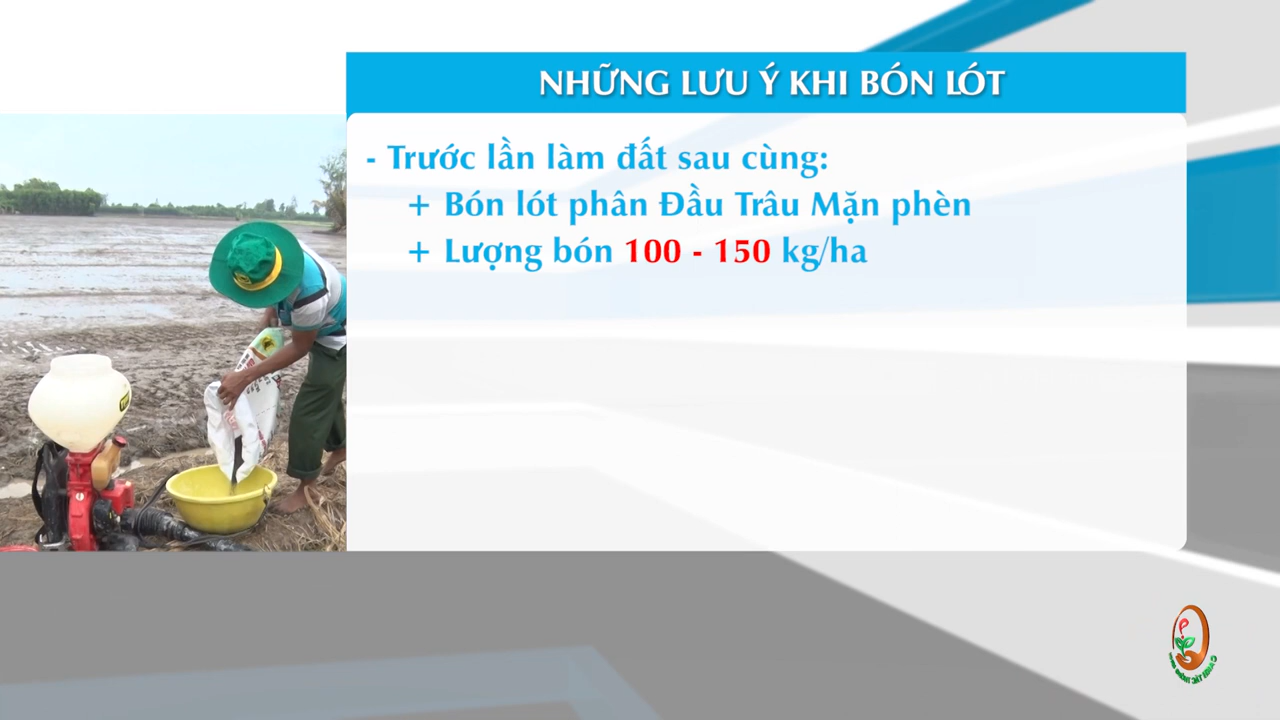 NHỮNG LƯU Ý KHI BÓN LÓT
- Trước lần làm đất sau cùng:
+ Bón lót phân Đầu Trâu Mặn phèn
+ Lượng bón 100 - 150 kg/ha